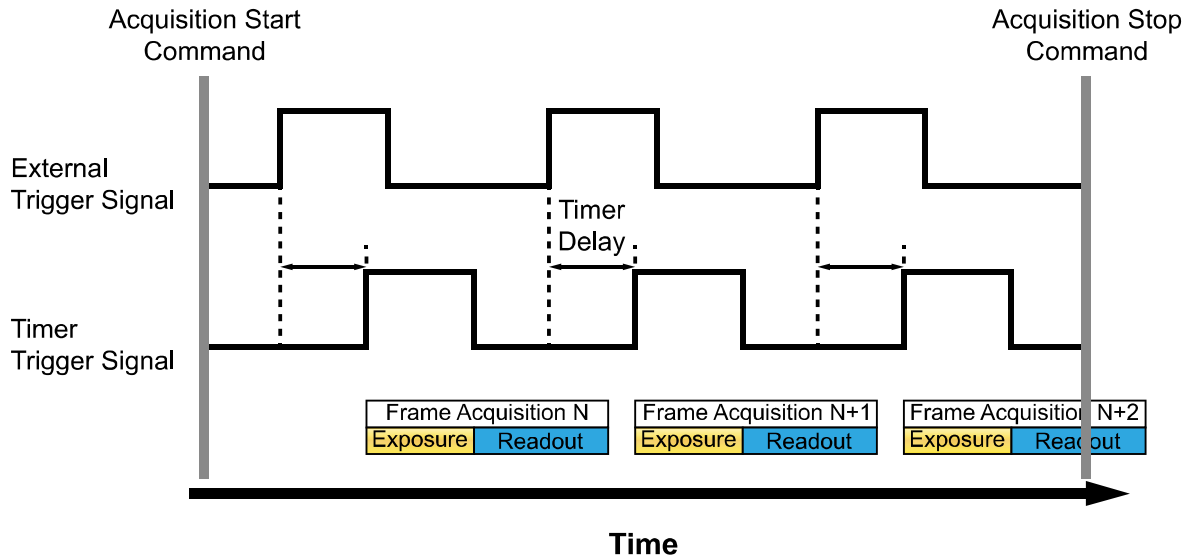 Acquisition Start
Command
Acquisition Stop
Command
External
Trigger Signal
Timer
Delay
Timer
Trigger Signal
Frame Acquisition N
Frame Acquisition N+1
Frame Acquisition N+2
Exposure
Readout
Exposure
Readout
Exposure
Readout
Time